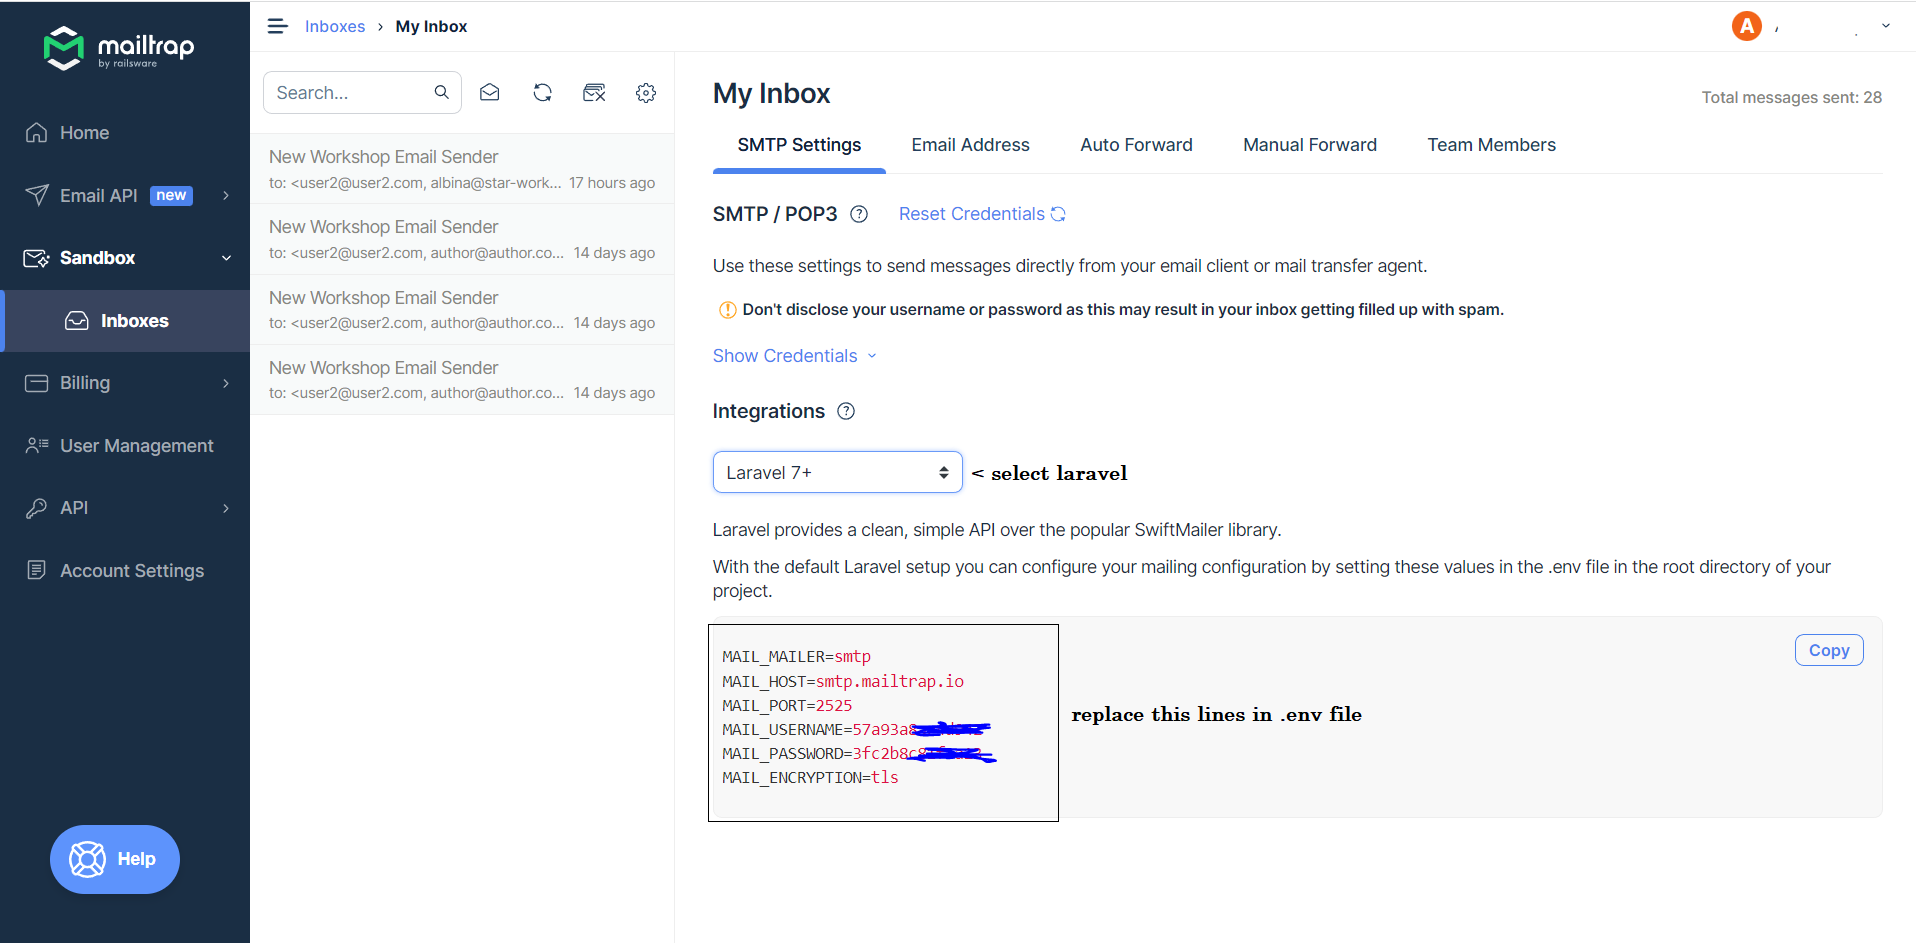 mailtrap
by railsware
Home
Email API new
Sandbox
Inboxes
Billing
User Management
API
Account Settings
Help
Inboxes › My Inbox
A
Search...
New Workshop Email Sender
to: <user2@user2.com, albina@star-work... 17 hours ago
New Workshop Email Sender
to: <user2@user2.com, author@author.co... 14 days ago
New Workshop Email Sender
to: <user2@user2.com, author@author.co... 14 days ago
New Workshop Email Sender
to: <user2@user2.com, author@author.co... 14 days ago
My Inbox
Total messages sent: 28
SMTP Settings Email Address Auto Forward Manual Forward Team Members
SMTP / POP3 ? Reset Credentials
Use these settings to send messages directly from your email client or mail transfer agent.
Don't disclose your username or password as this may result in your inbox getting filled up with spam.
Show Credentials
Integrations ?
Laravel 7+ < select laravel
Laravel provides a clean, simple API over the popular SwiftMailer library.
With the default Laravel setup you can configure your mailing configuration by setting these values in the .env file in the root directory of your
project.
Copy
MAIL_MAILER=smtp
MAIL_HOST=smtp.mailtrap.io
MAIL_PORT=2525
replace this lines in .env file
MAIL_USERNAME=57a93a
MAIL_PASSWORD=3fc2b8c
MAIL_ENCRYPTION=tls